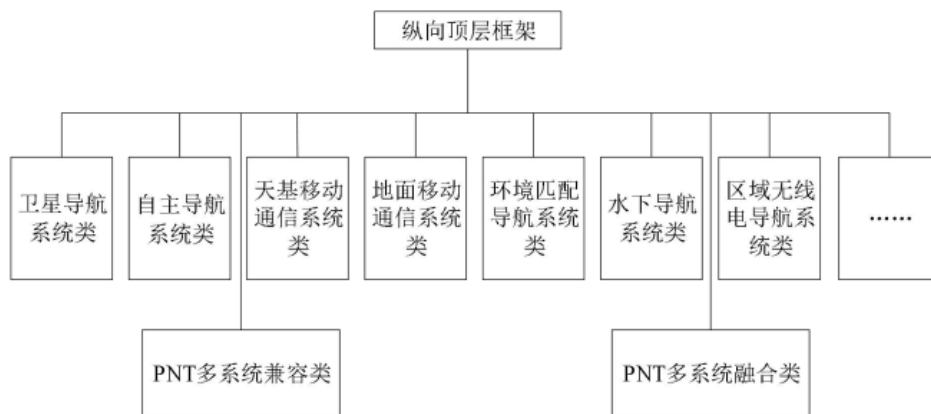 纵向顶层框架
卫星导航
系统类
自主导航
系统类
天基移动
通信系统
类
地面移动
通信系统
类
环境匹配
导航系统
类
水下导航
系统类
区域无线
电导航系
统类
……
PNT多系统兼容类
PNT多系统融合类